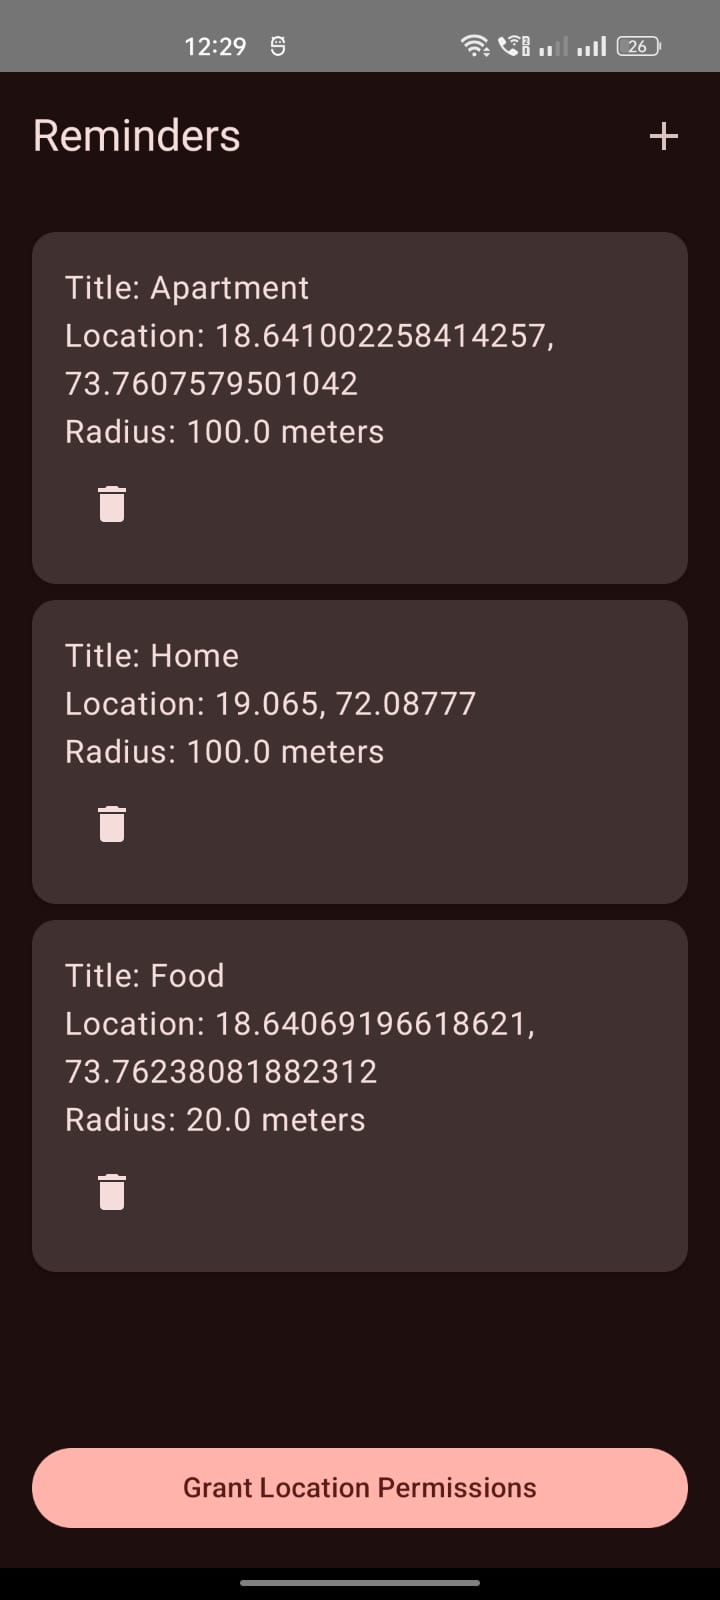 12:29
26
Reminders
Title: Apartment
Location: 18.641002258414257,
73.7607579501042
Radius: 100.0 meters
Title: Home
Location: 19.065, 72.08777
Radius: 100.0 meters
Title: Food
Location: 18.64069196618621,
73.76238081882312
Radius: 20.0 meters
Grant Location Permissions